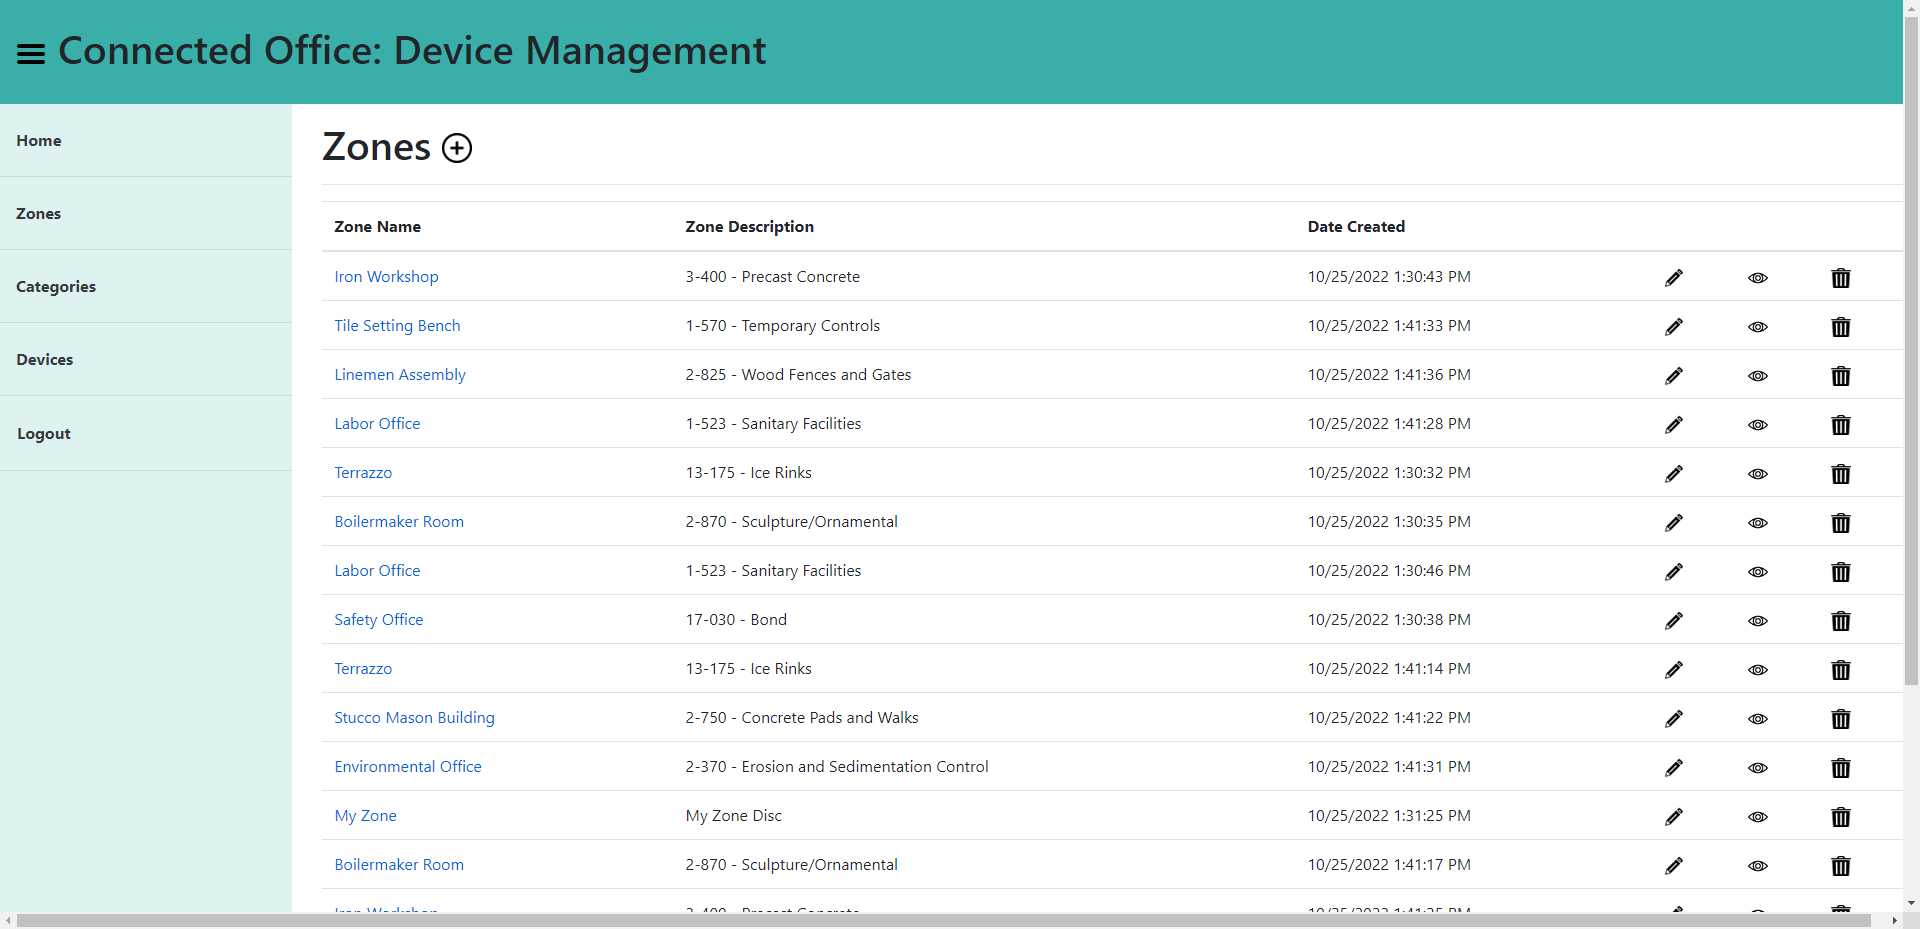 Connected Office: Device Management
Home
Zones
Categories
Devices
Logout
Zones
Zone Name Zone Description Date Created
Iron Workshop 3-400 - Precast Concrete 10/25/2022 1:30:43 PM
Tile Setting Bench 1-570 - Temporary Controls 10/25/2022 1:41:33 PM
Linemen Assembly 2-825 - Wood Fences and Gates 10/25/2022 1:41:36 PM
Labor Office 1-523 - Sanitary Facilities 10/25/2022 1:41:28 PM
Terrazzo 13-175 - Ice Rinks 10/25/2022 1:30:32 PM
Boilermaker Room 2-870 - Sculpture/Ornamental 10/25/2022 1:30:35 PM
Labor Office 1-523 - Sanitary Facilities 10/25/2022 1:30:46 PM
Safety Office 17-030 - Bond 10/25/2022 1:30:38 PM
Terrazzo 13-175 - Ice Rinks 10/25/2022 1:41:14 PM
Stucco Mason Building 2-750 - Concrete Pads and Walks 10/25/2022 1:41:22 PM
Environmental Office 2-370 - Erosion and Sedimentation Control 10/25/2022 1:41:31 PM
My Zone My Zone Disc 10/25/2022 1:31:25 PM
Boilermaker Room 2-870 - Sculpture/Ornamental 10/25/2022 1:41:17 PM
Iron Workshop 3-400 - Precast Concrete